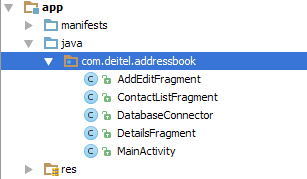 app
manifests
java
com.deitel.addressbook
AddEditFragment
ContactListFragment
DatabaseConnector
DetailsFragment
MainActivity
res